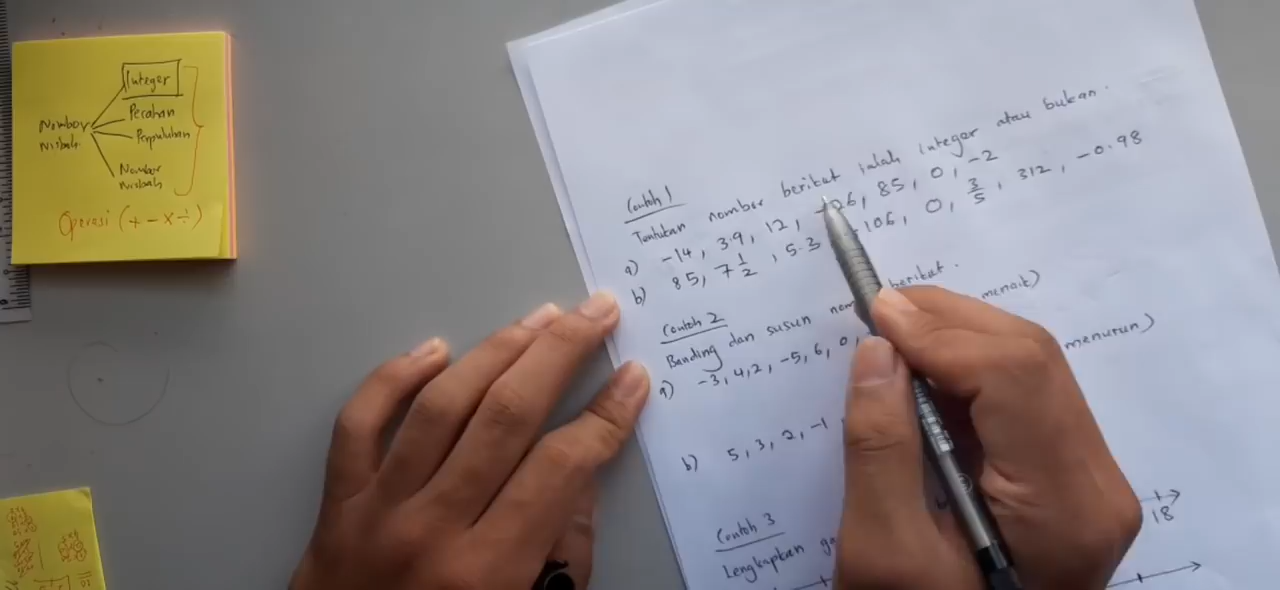 Integer
Pecahan
Nombor
nisbah.
Perpuluhan
Nombor
nisbah
Operasi (+ - × ÷)
Contoh 1
Tentukan nombor berikut ialah integer atau bukan.
a) -14, 3.9, 12, 85, 0, -2
b) 85, 7 1/2, 5.3 106, 0, 3/5, 312, -0.98
Contoh 2
Banding dan susun berikut.
a) -3, 4, 2, -5, 6, 0, menaik)
b) 5, 3, 2, -1 menurun)
Contoh 3
Lengkapkan
18